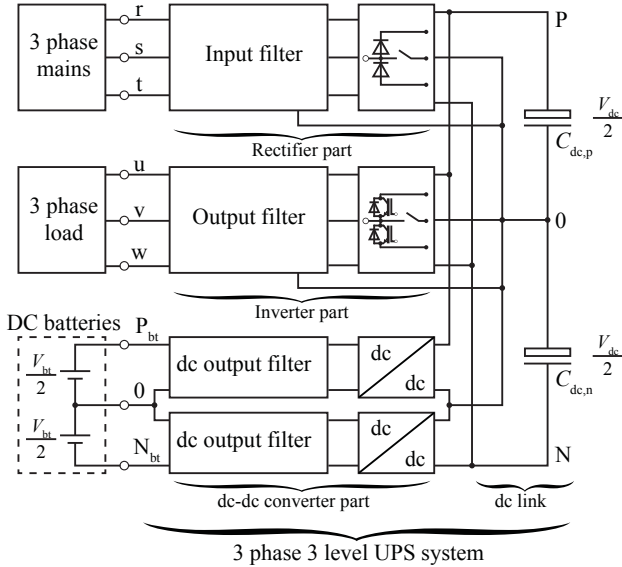 3 phase
mains
r
s
t
Input filter
Rectifier part
P
V_dc
2
C_dc,p
3 phase
load
u
v
w
Output filter
Inverter part
0
DC batteries
V_bt
2
V_bt
2
P_bt
0
N_bt
dc output filter
dc
dc
dc output filter
dc
dc
V_dc
2
C_dc,n
N
dc-dc converter part
dc link
3 phase 3 level UPS system